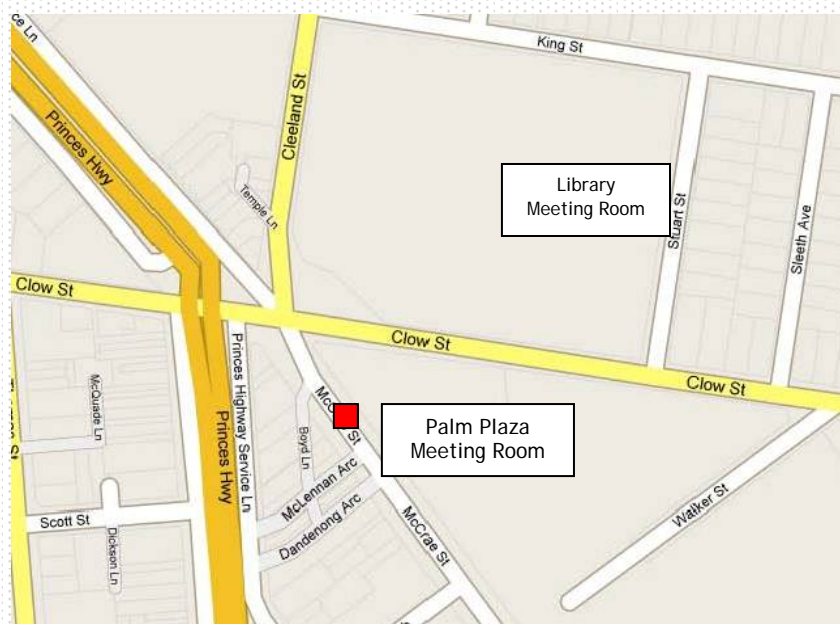 ce Ln
King St
Cleeland St
Princes Hwy
Library
Meeting Room
Temple Ln
Stuart St
Sleeth Ave
Clow St
Clow St
Clow St
McQuade Ln
Princes Highway Service Ln
Princes Hwy
Boyd Ln
Palm Plaza
Meeting Room
McLennan Arc
Dandenong Arc
McCrae St
Walker St
Scott St
Dickson Ln